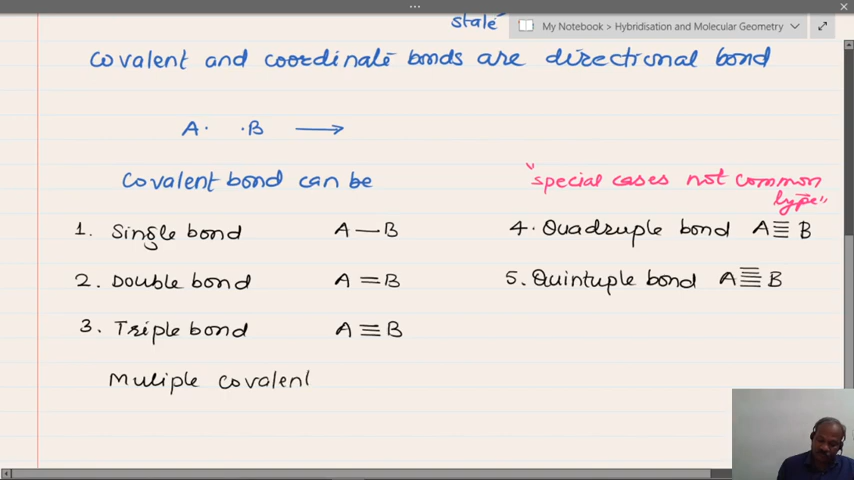 state
My Notebook > Hybridisation and Molecular Geometry
covalent and coordinate bonds are directional bond
A· ·B →
Covalent bond can be
"special cases not common
type"
1. Single bond A — B
4. Quadruple bond A ≣ B
2. Double bond A = B
5. Quintuple bond A B
3. Triple bond A ≡ B
Muliple covalent